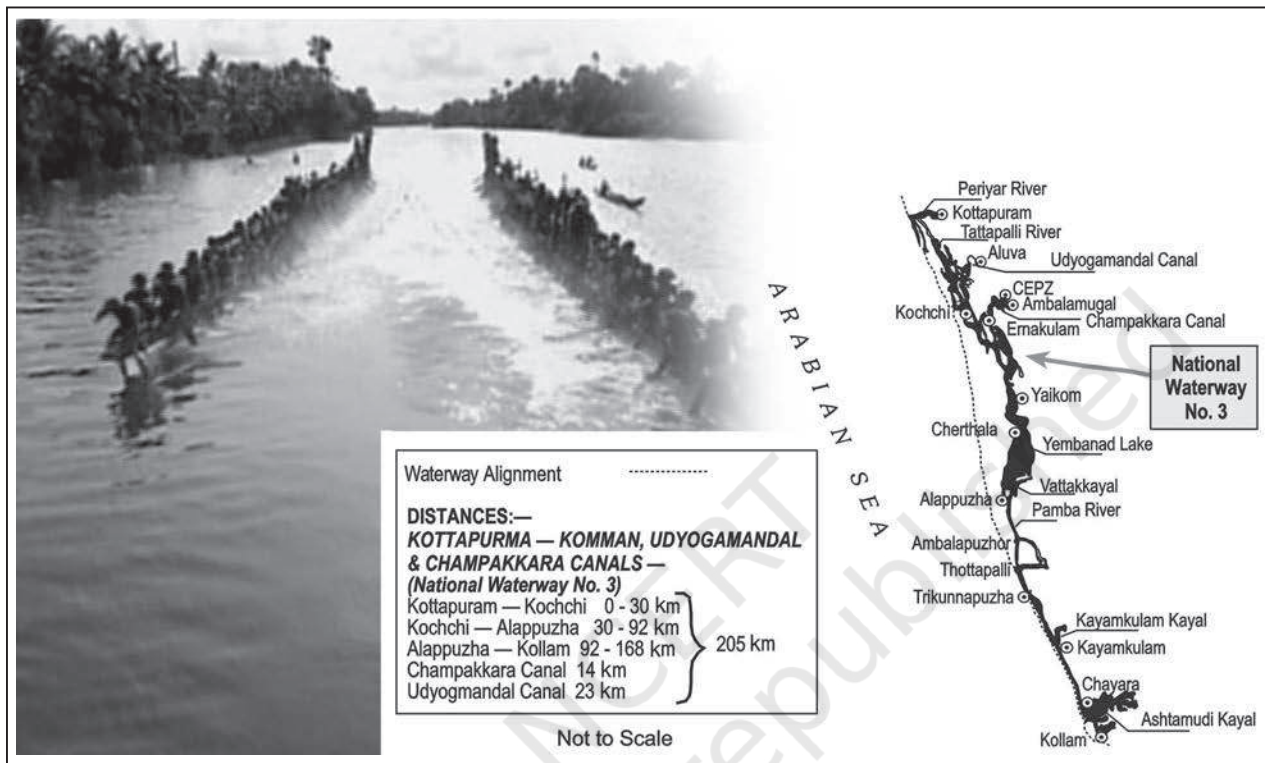 Periyar River
Kottapuram
Tattapalli River
Aluva
Udyogamandal Canal
CEPZ
Ambalamugal
Kochchi
Ernakulam
Champakkara Canal
ARABIAN SEA
National
Waterway
No. 3
Yaikom
Cherthala
Yembanad Lake
Vattakkayal
Alappuzha
Pamba River
Ambalapuzhor
Thottapalli
Trikunnapuzha
Kayamkulam Kayal
Kayamkulam
Chayara
Ashtamudi Kayal
Kollam
Waterway Alignment
DISTANCES:—
KOTTAPURMA — KOMMAN, UDYOGAMANDAL
& CHAMPAKKARA CANALS —
(National Waterway No. 3)
Kottapuram — Kochchi 0 - 30 km
Kochchi — Alappuzha 30 - 92 km
Alappuzha — Kollam 92 - 168 km
Champakkara Canal 14 km
Udyogmandal Canal 23 km
205 km
Not to Scale
NCERT
republished